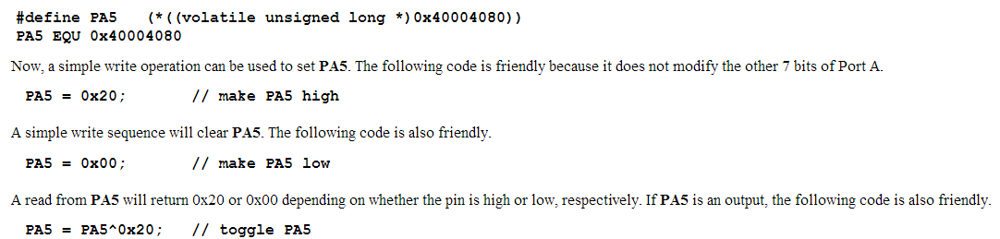 #define PA5   (*((volatile unsigned long *)0x40004080))
PA5 EQU 0x40004080
Now, a simple write operation can be used to set PA5. The following code is friendly because it does not modify the other 7 bits of Port A.
PA5 = 0x20;        // make PA5 high
A simple write sequence will clear PA5. The following code is also friendly.
PA5 = 0x00;        // make PA5 low
A read from PA5 will return 0x20 or 0x00 depending on whether the pin is high or low, respectively. If PA5 is an output, the following code is also friendly.
PA5 = PA5^0x20;   // toggle PA5